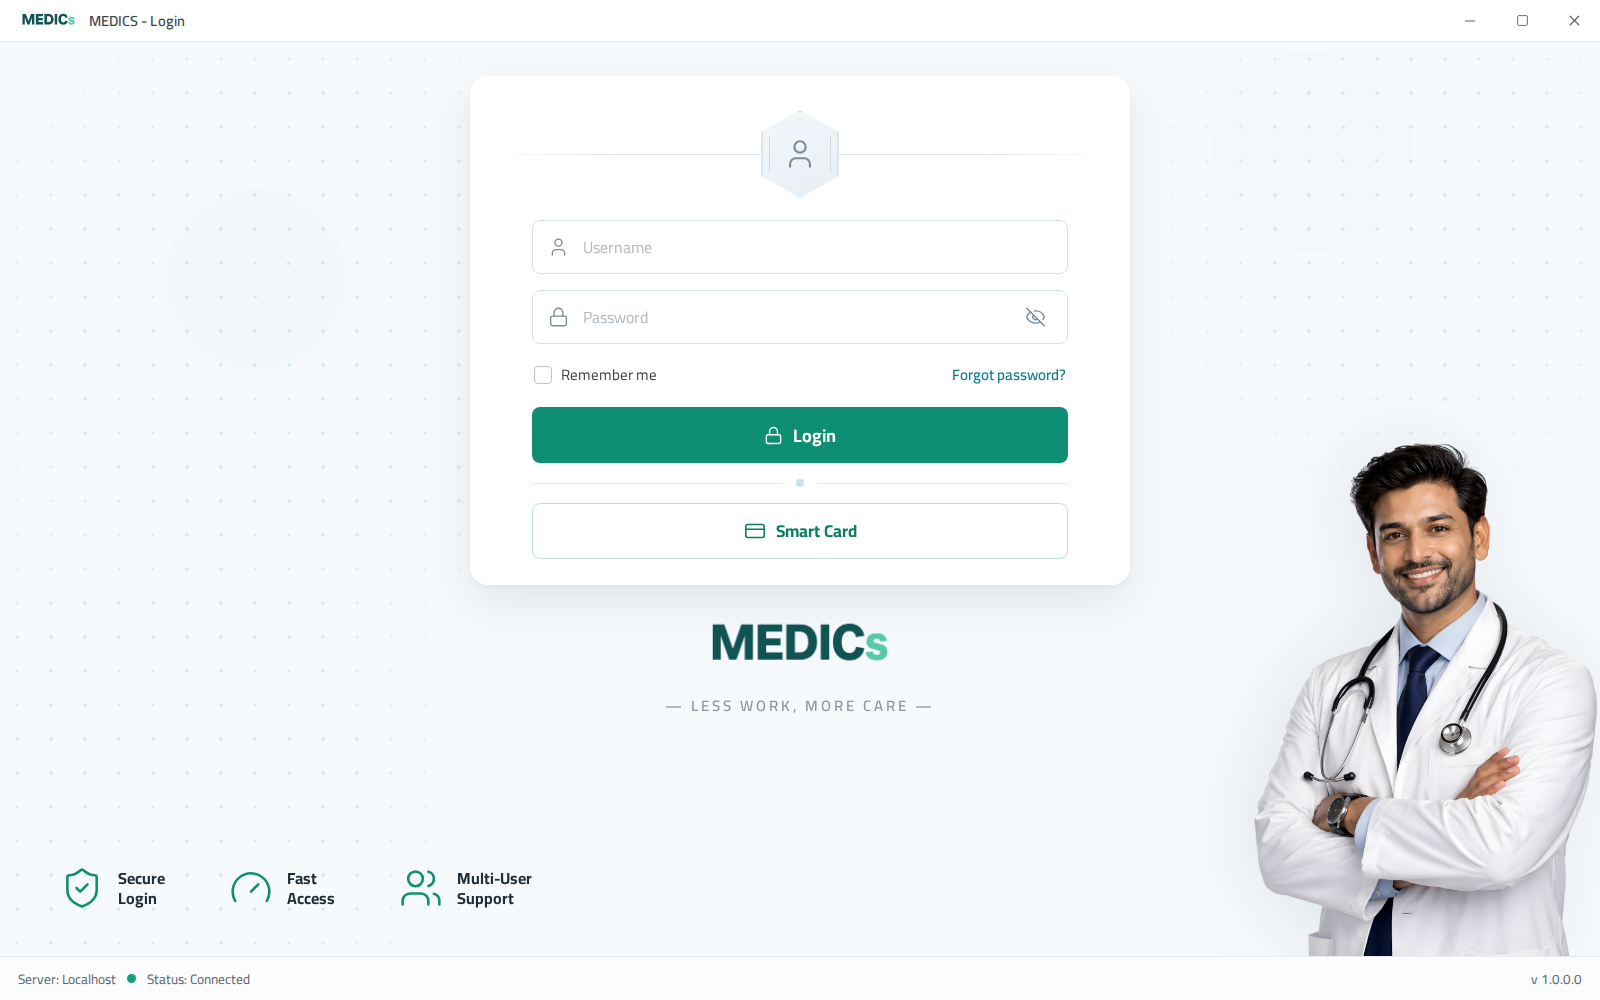 MEDICs MEDICS - Login
Username
Password
Remember me
Forgot password?
Login
Smart Card
MEDICs
— LESS WORK, MORE CARE —
Secure
Login
Fast
Access
Multi-User
Support
Server: Localhost
Status: Connected
v 1.0.0.0